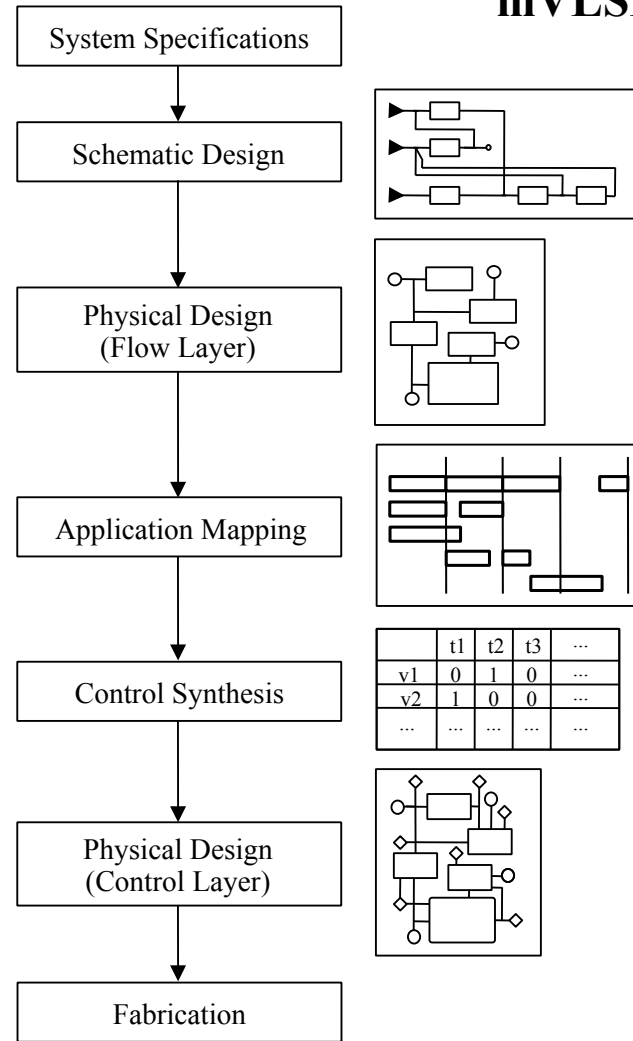 System Specifications
Schematic Design
Physical Design
(Flow Layer)
Application Mapping
t1 t2 t3 ...
v1 0 1 0 ...
v2 1 0 0 ...
... ... ... ... ...
Control Synthesis
Physical Design
(Control Layer)
Fabrication